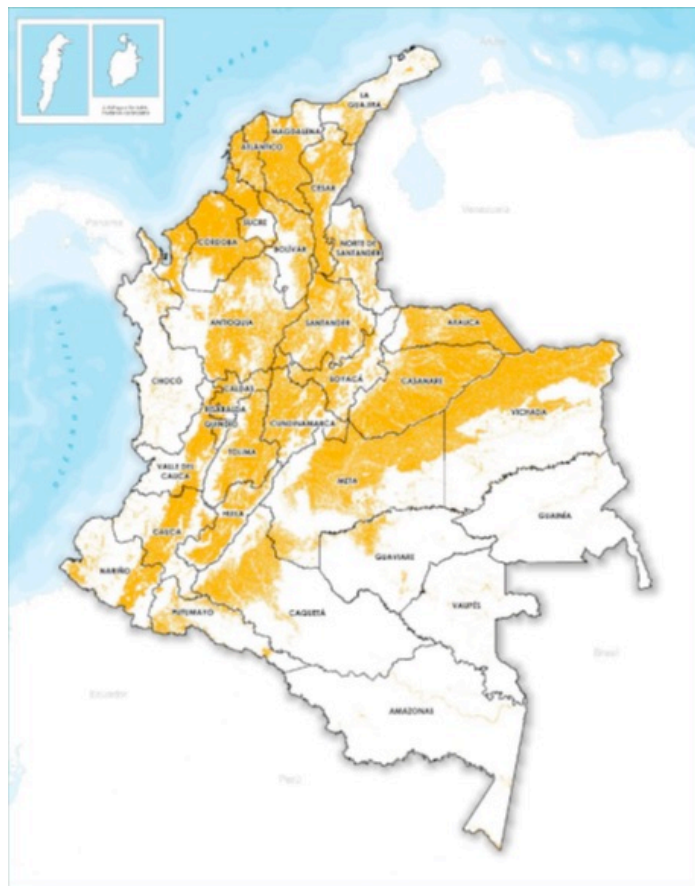 LA
GUAJIRA
MAGDALENA
ATLÁNTICO
CESAR
Panamá
Venezuela
SUCRE
CÓRDOBA
BOLÍVAR
NORTE DE
SANTANDER
ANTIOQUIA
SANTANDER
ARAUCA
CHOCÓ
BOYACÁ
CASANARE
CALDAS
RISARALDA
QUINDÍO
CUNDINAMARCA
VICHADA
TOLIMA
VALLE DEL
CAUCA
META
HUILA
GUAINÍA
CAUCA
NARIÑO
GUAVIARE
PUTUMAYO
CAQUETÁ
VAUPÉS
Brasil
Ecuador
AMAZONAS
Perú